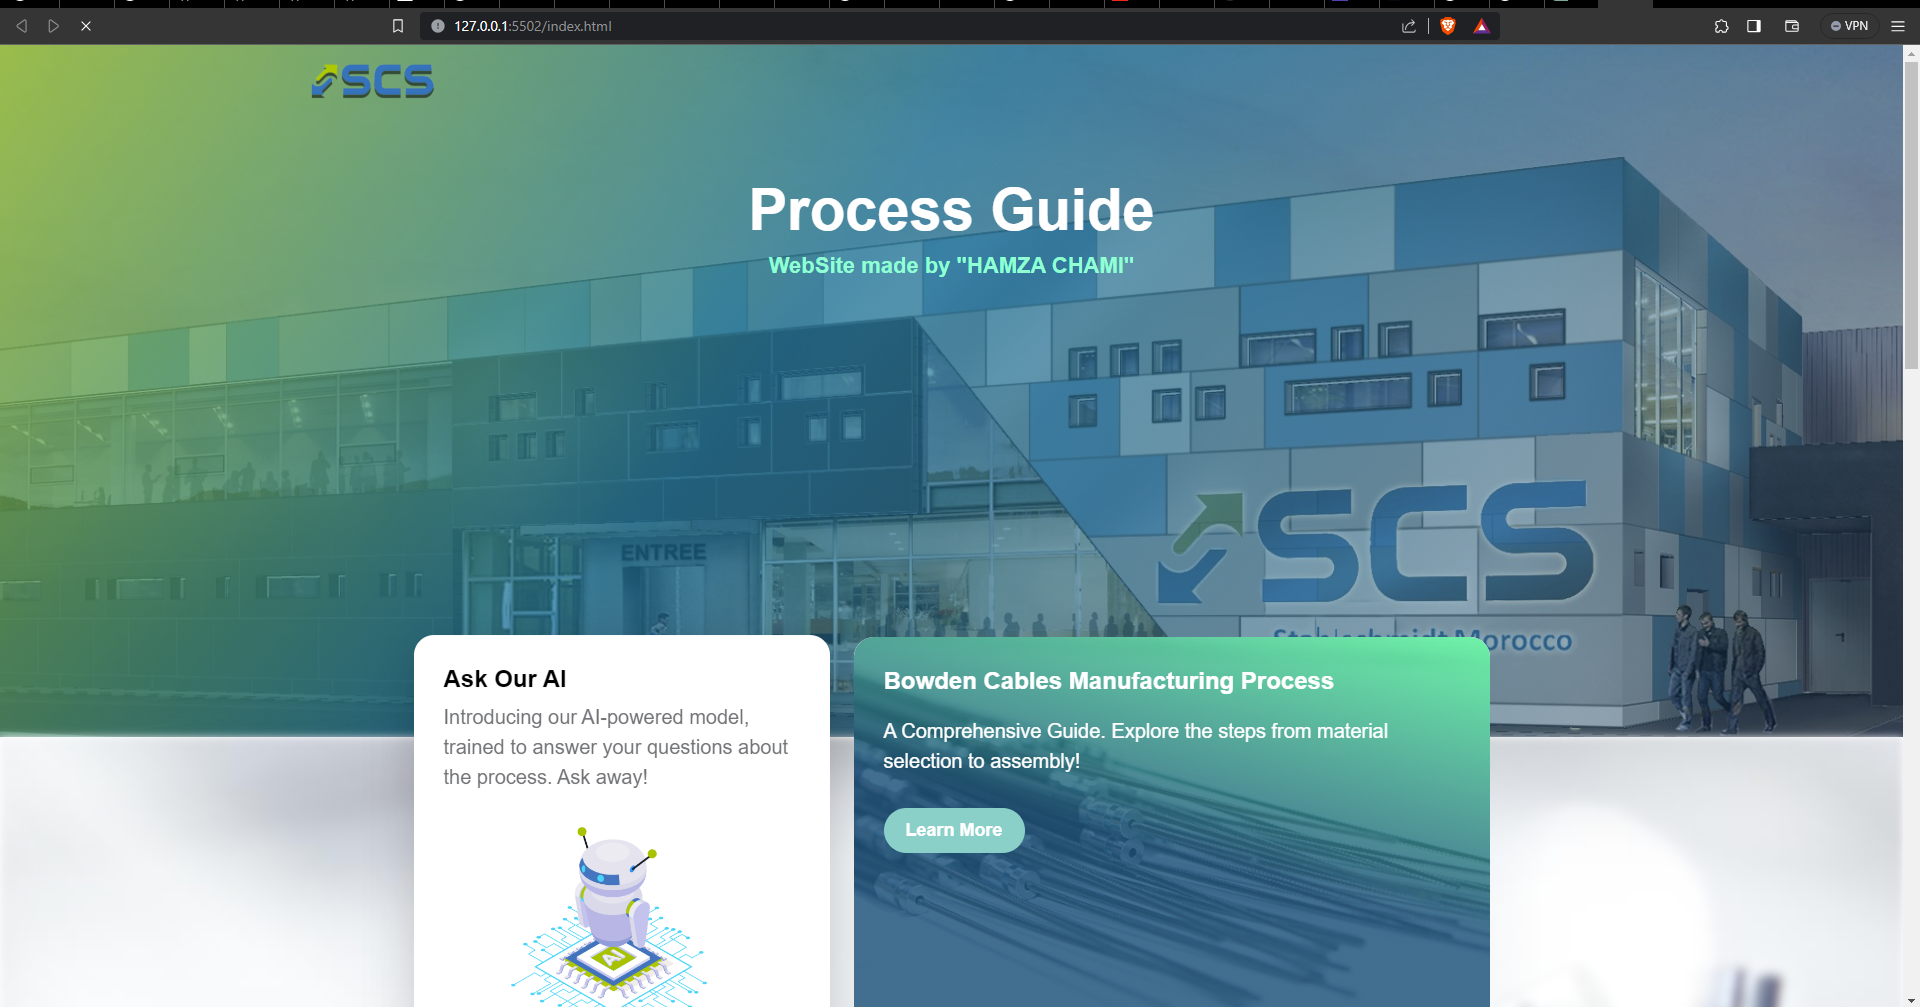 127.0.0.1:5502/index.html
VPN
SCS
Process Guide
WebSite made by "HAMZA CHAMI"
ENTREE
SCS
Stahlschmidt Morocco
Ask Our AI
Introducing our AI-powered model,
trained to answer your questions about
the process. Ask away!
AI
Bowden Cables Manufacturing Process
A Comprehensive Guide. Explore the steps from material
selection to assembly!
Learn More